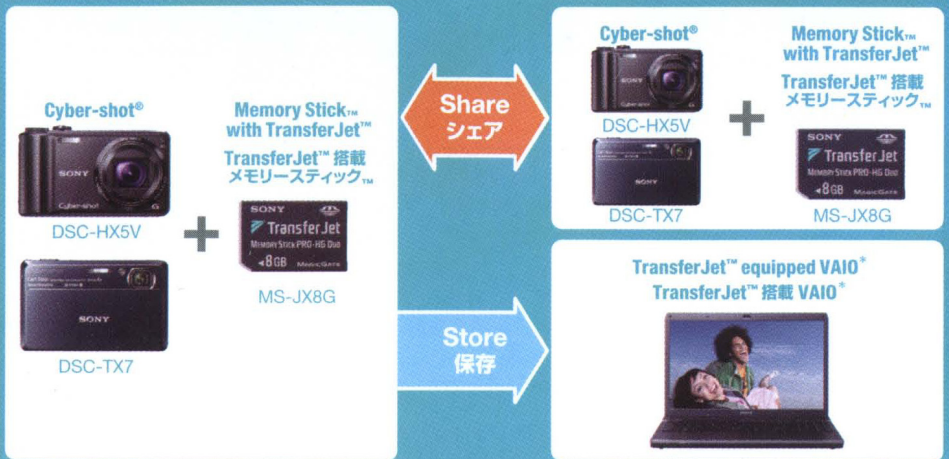 Cyber-shot®
SONY
Cyber-shot G
DSC-HX5V
SONY
DSC-TX7
Memory Stick™
with TransferJet™
TransferJet™ 搭載
メモリースティック™
SONY
TransferJet
MEMORY STICK PRO-HG DUO
◄8GB MAGICGATE
MS-JX8G
Share
シェア
Store
保存
Cyber-shot®
SONY
Cyber-shot G
DSC-HX5V
SONY
DSC-TX7
Memory Stick™
with TransferJet™
TransferJet™ 搭載
メモリースティック™
SONY
TransferJet
MEMORY STICK PRO-HG DUO
◄8GB MAGICGATE
MS-JX8G
TransferJet™ equipped VAIO*
TransferJet™ 搭載 VAIO*